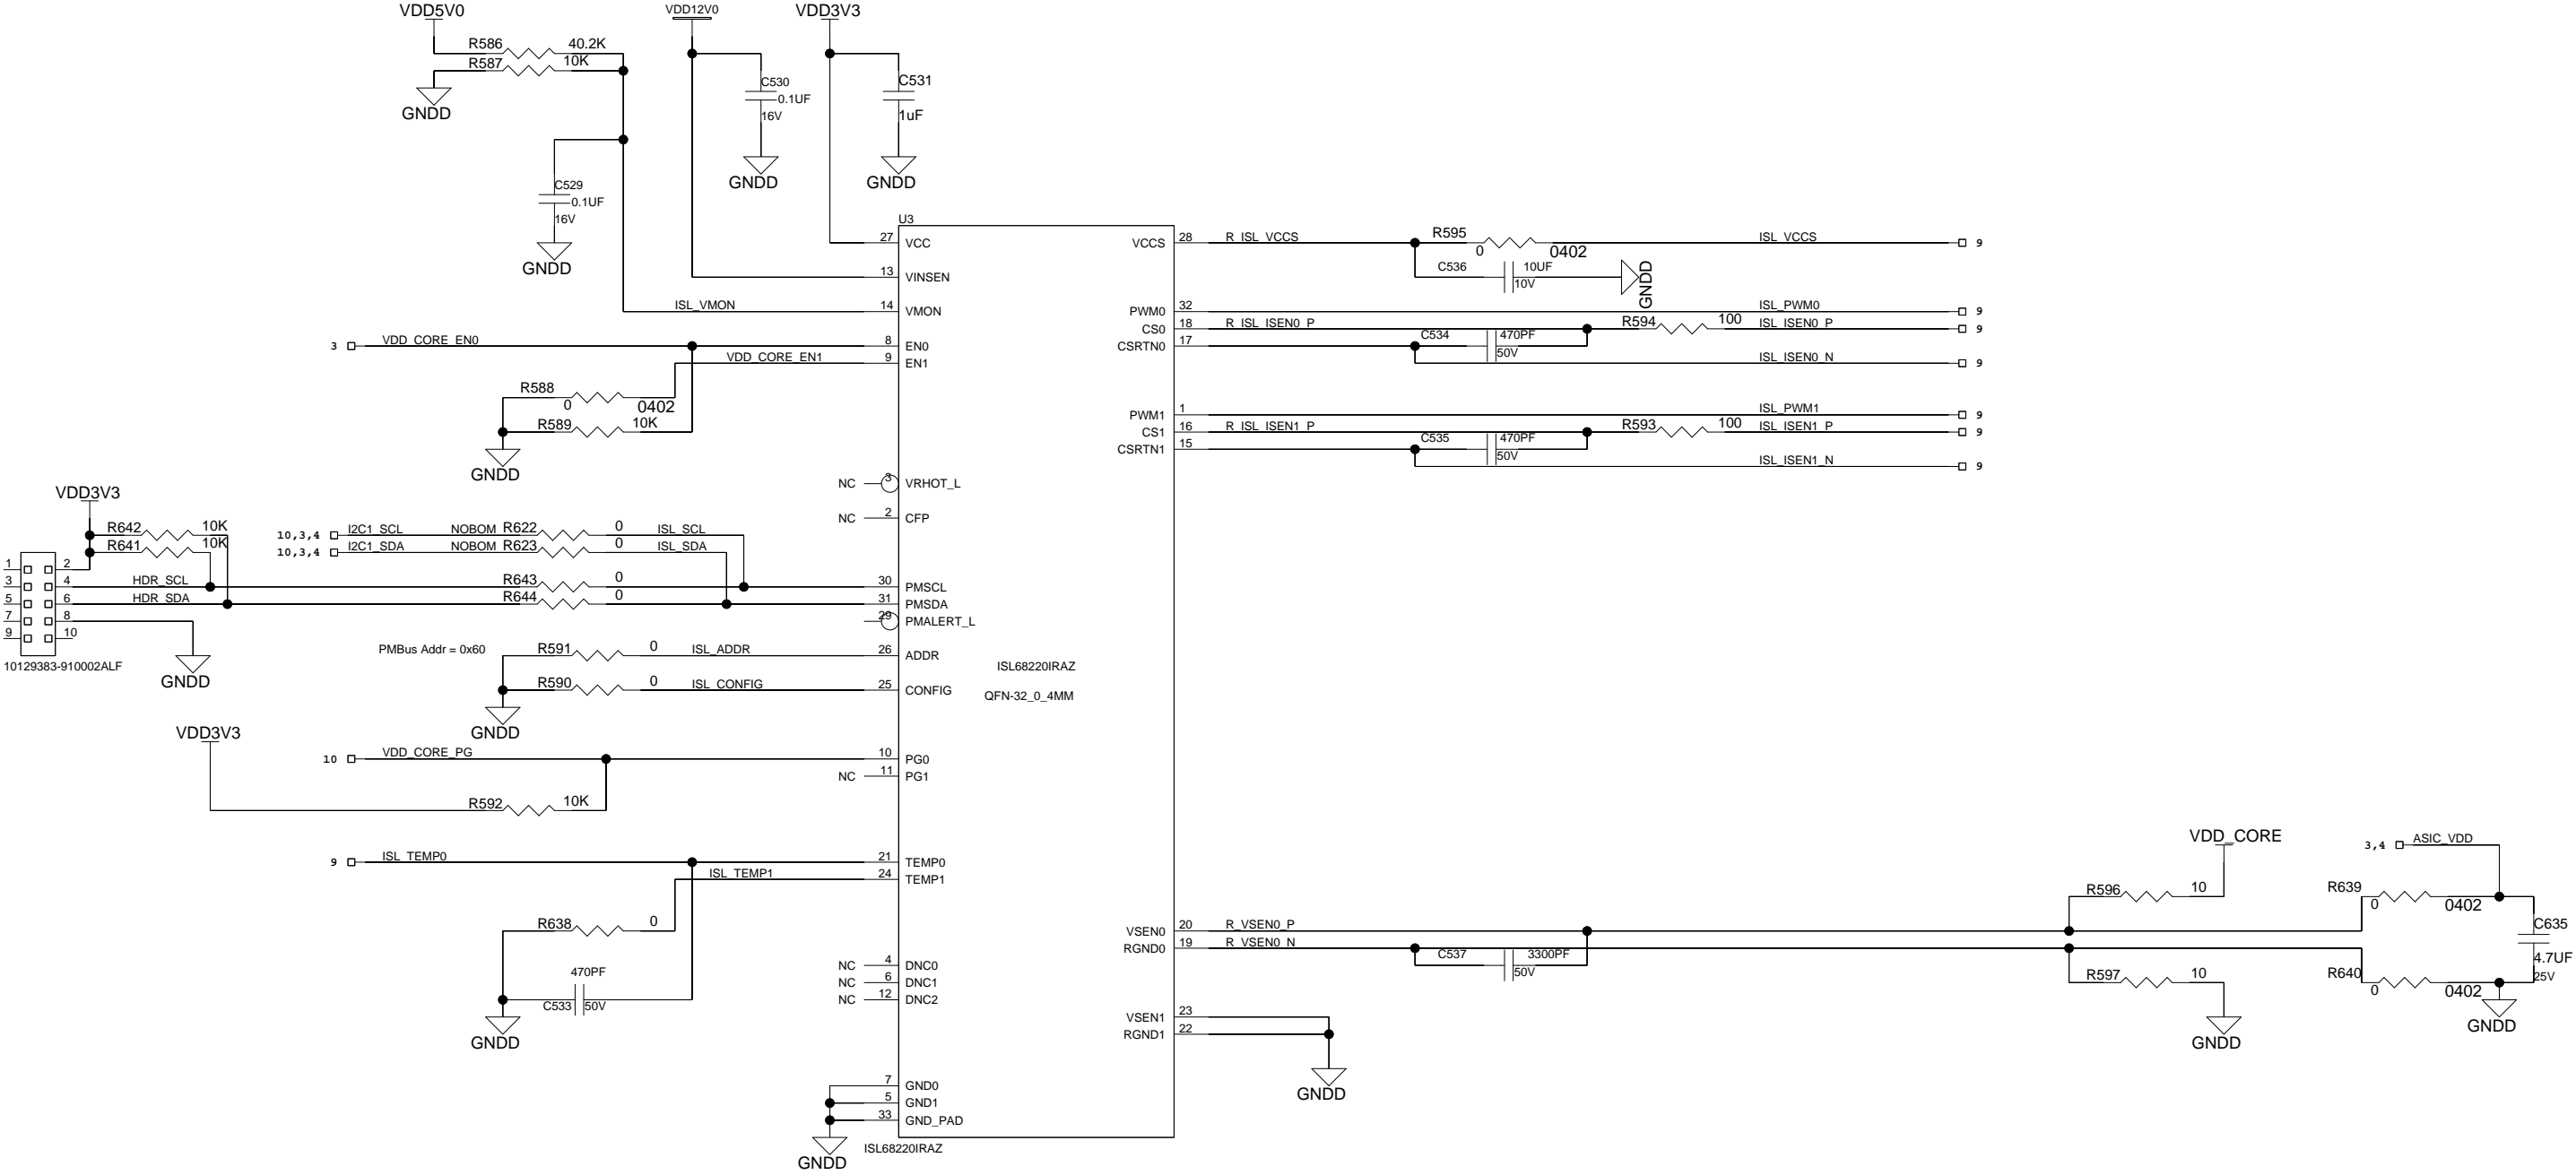 VDD5V0 VDD12V0 VDD3V3
R586 40.2K
R587 10K
GNDD
C530
0.1UF
16V
GNDD
C531
1uF
GNDD
C529
0.1UF
16V
GNDD
U3
27 VCC
13 VINSEN
ISL_VMON 14 VMON
3 VDD_CORE_EN0 8 EN0
VDD_CORE_EN1 9 EN1
R588 0 0402
R589 10K
GNDD
NC 3 VRHOT_L
NC 2 CFP
VDD3V3
R642 10K
R641 10K
10,3,4 I2C1_SCL NOBOM R622 0 ISL_SCL
10,3,4 I2C1_SDA NOBOM R623 0 ISL_SDA
1 2
3 4 HDR_SCL R643 0 30 PMSCL
5 6 HDR_SDA R644 0 31 PMSDA
7 8 29 PMALERT_L
9 10
10129383-910002ALF
GNDD
PMBus Addr = 0x60 R591 0 ISL_ADDR 26 ADDR
R590 0 ISL_CONFIG 25 CONFIG
GNDD
ISL68220IRAZ
QFN-32_0_4MM
VDD3V3
10 VDD_CORE_PG 10 PG0
NC 11 PG1
R592 10K
9 ISL_TEMP0 21 TEMP0
ISL_TEMP1 24 TEMP1
R638 0
470PF
C533 50V
GNDD
NC 4 DNC0
NC 6 DNC1
NC 12 DNC2
7 GND0
5 GND1
33 GND_PAD
GNDD
ISL68220IRAZ
VCCS 28 R_ISL_VCCS R595 0 0402 ISL_VCCS 9
C536 10UF
10V
GNDD
PWM0 32 ISL_PWM0 9
CS0 18 R_ISL_ISEN0_P R594 100 ISL_ISEN0_P 9
CSRTN0 17 C534 470PF
50V
ISL_ISEN0_N 9
PWM1 1 ISL_PWM1 9
CS1 16 R_ISL_ISEN1_P R593 100 ISL_ISEN1_P 9
CSRTN1 15 C535 470PF
50V
ISL_ISEN1_N 9
VDD_CORE
3,4 ASIC_VDD
R596 10
R639 0 0402
VSEN0 20 R_VSEN0_P
RGND0 19 R_VSEN0_N
C537 3300PF
50V
R597 10
GNDD
R640 0 0402
C635
4.7UF
25V
GNDD
VSEN1 23
RGND1 22
GNDD